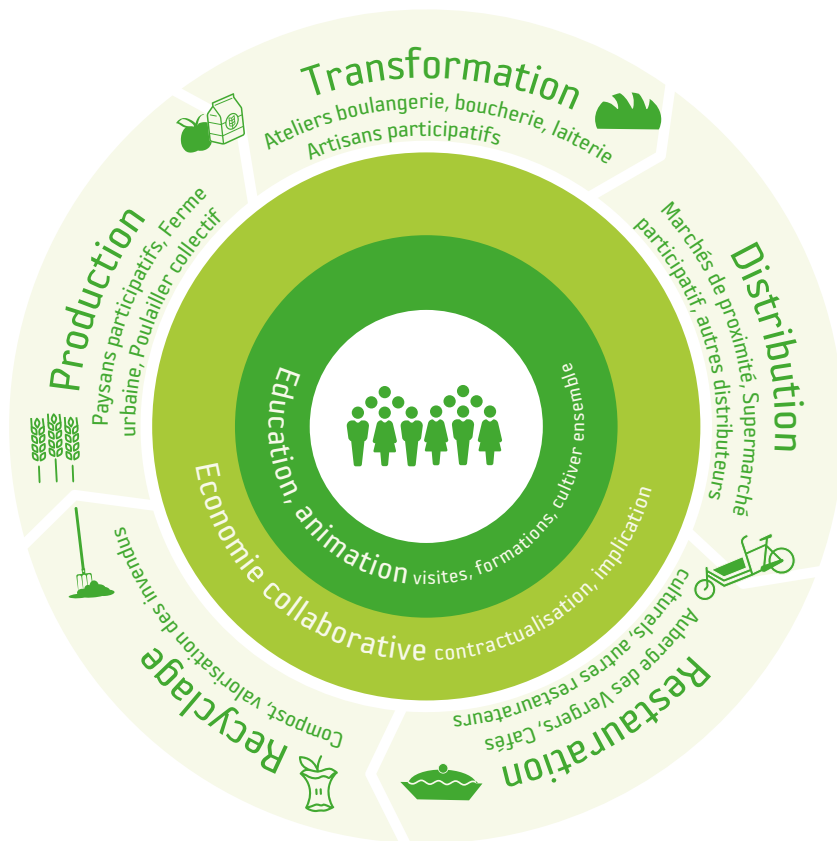 Transformation
Ateliers boulangerie, boucherie, laiterie
Artisans participatifs
Distribution
Marchés de proximité, Supermarché
participatif, autres distributeurs
Restauration
Auberge des Vergers, Cafés
culturels, autres restaurateurs
Recyclage
Compost, valorisation des invendus
Production
Paysans participatifs, Ferme
urbaine, Poulailler collectif
Education, animation visites, formations, cultiver ensemble
Economie collaborative contractualisation, implication